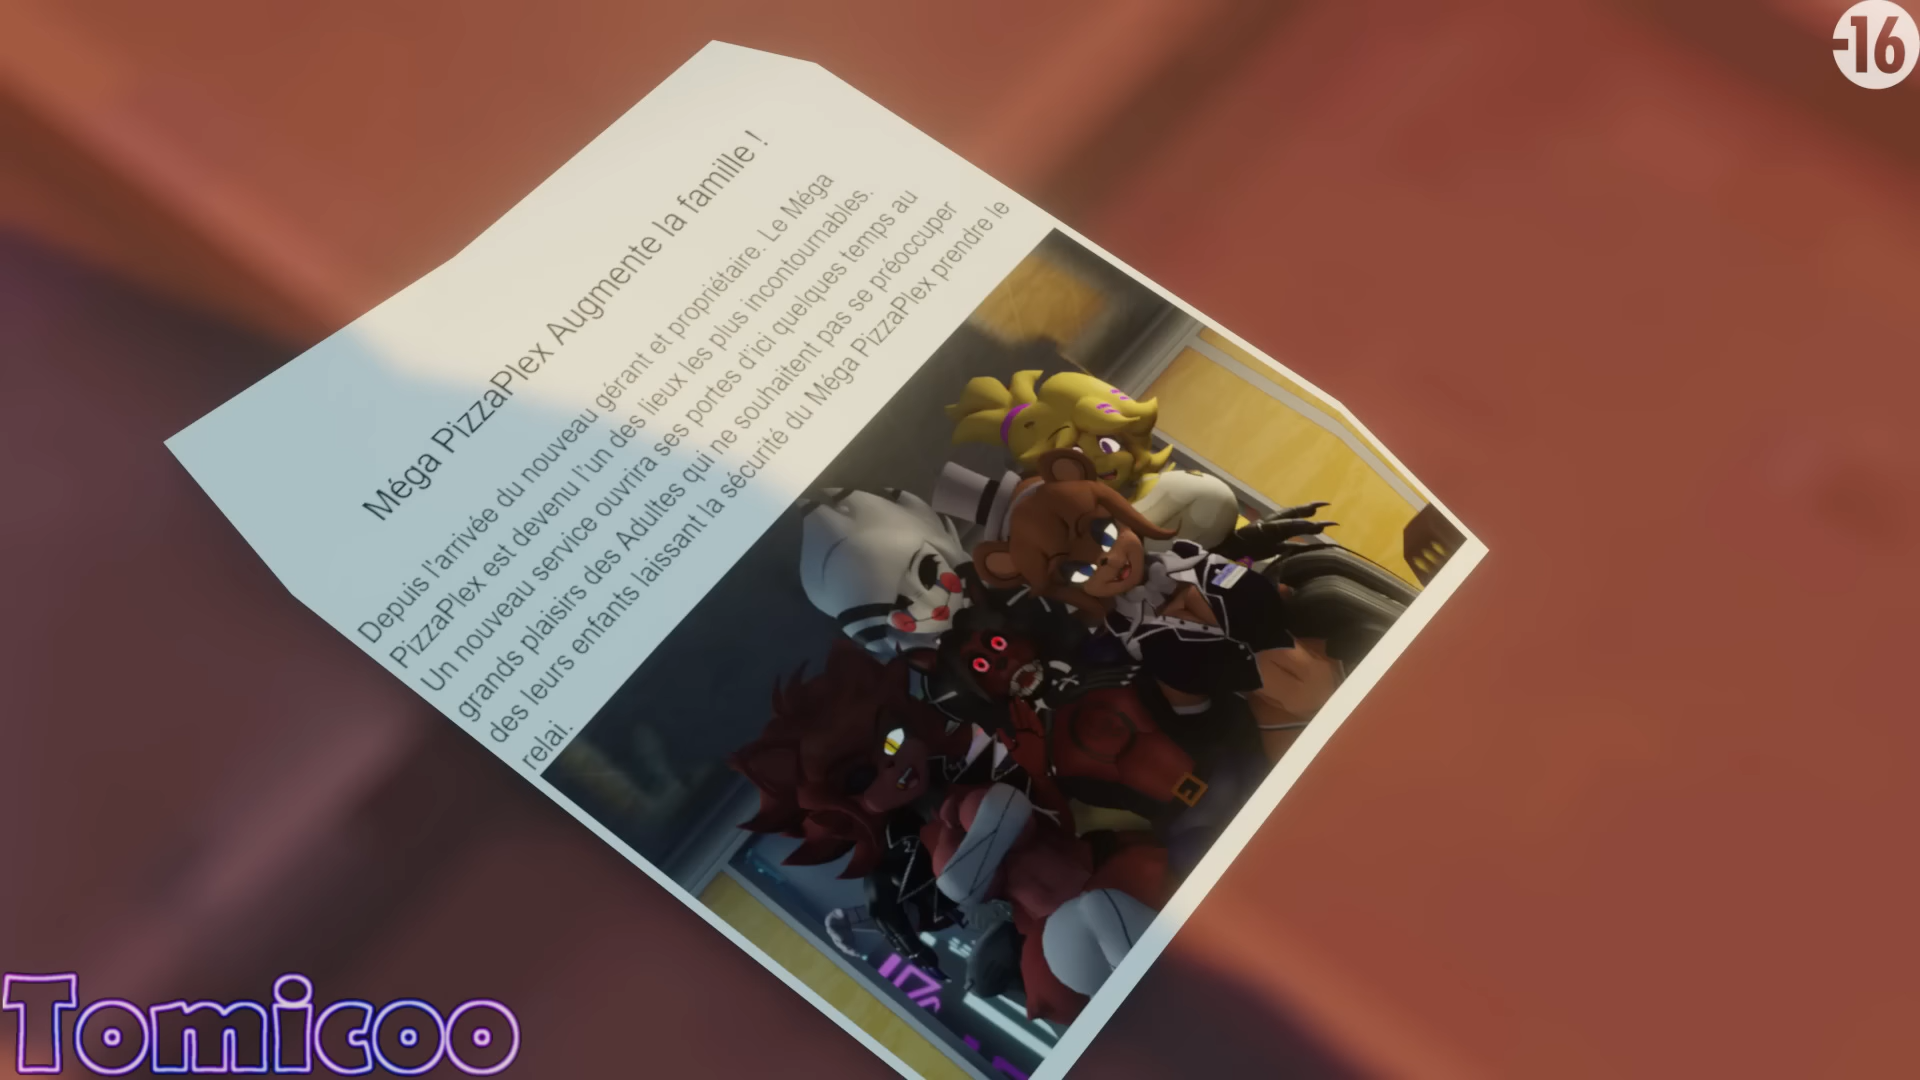 -16
Méga PizzaPlex Augmente la famille !
Depuis l'arrivée du nouveau gérant et propriétaire. Le Méga
PizzaPlex est devenu l'un des lieux les plus incontournables.
Un nouveau service ouvrira ses portes d'ici quelques temps au
grands plaisirs des Adultes qui ne souhaitent pas se préoccuper
des leurs enfants laissant la sécurité du Méga PizzaPlex prendre le
relai.
Tomicoo